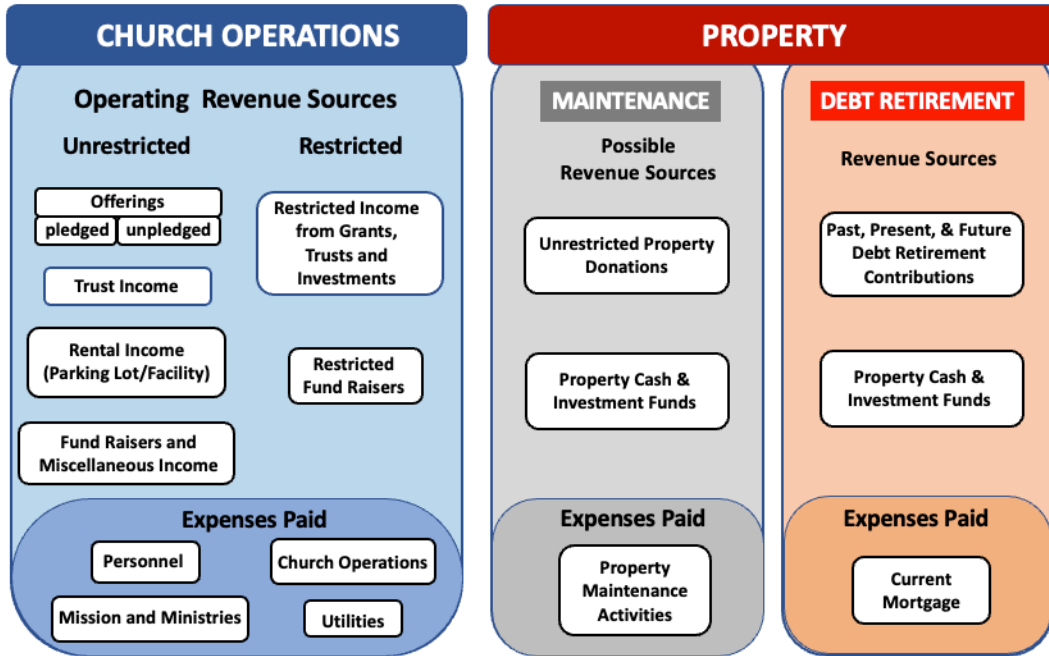 CHURCH OPERATIONS
Operating Revenue Sources
Unrestricted
Restricted
Offerings
pledged
unpledged
Trust Income
Rental Income
(Parking Lot/Facility)
Fund Raisers and
Miscellaneous Income
Restricted Income
from Grants,
Trusts and
Investments
Restricted
Fund Raisers
Expenses Paid
Personnel
Church Operations
Mission and Ministries
Utilities
PROPERTY
MAINTENANCE
Possible
Revenue Sources
Unrestricted Property
Donations
Property Cash &
Investment Funds
Expenses Paid
Property
Maintenance
Activities
DEBT RETIREMENT
Revenue Sources
Past, Present, & Future
Debt Retirement
Contributions
Property Cash &
Investment Funds
Expenses Paid
Current
Mortgage